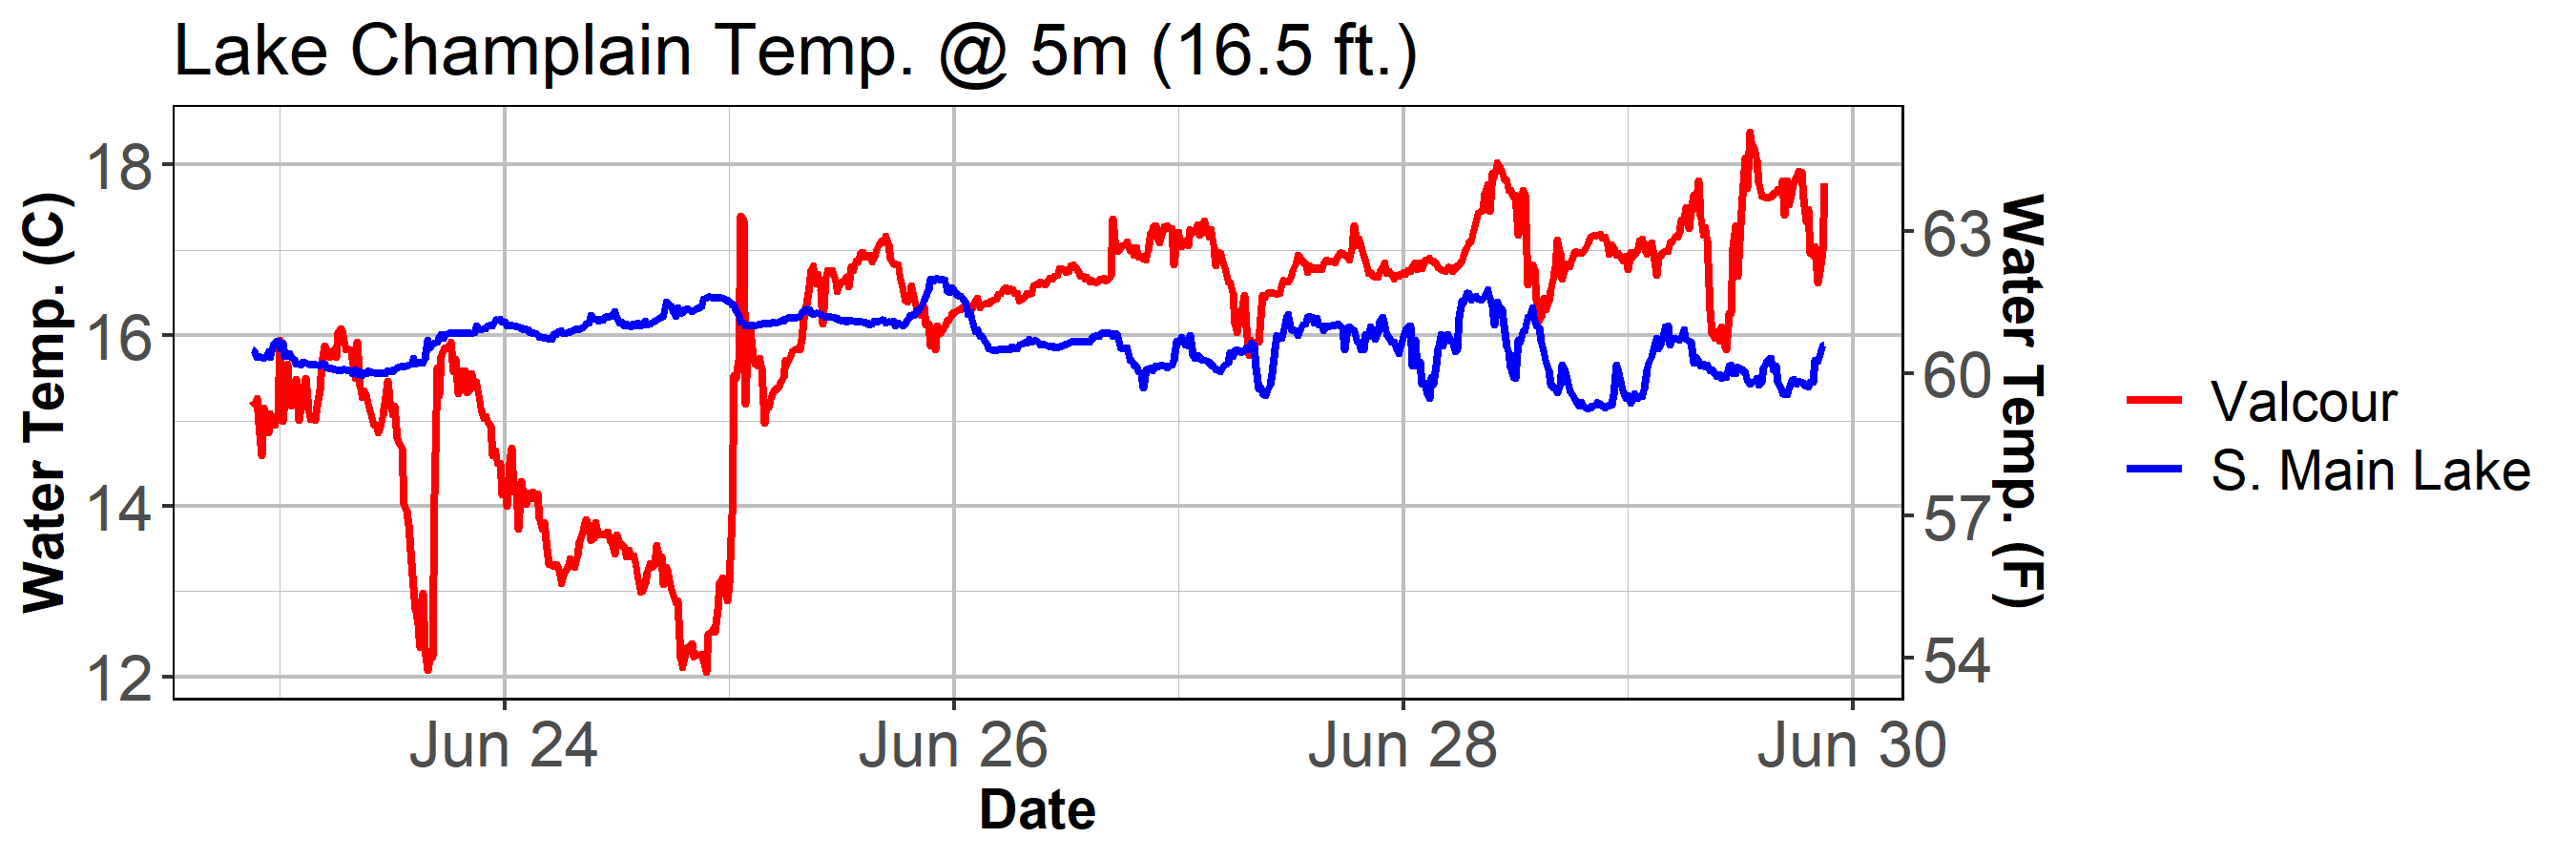 Lake Champlain Temp. @ 5m (16.5 ft.)
Water Temp. (C)
18
16
14
12
63
60
57
54
Water Temp. (F)
Jun 24
Jun 26
Jun 28
Jun 30
Date
Valcour
S. Main Lake